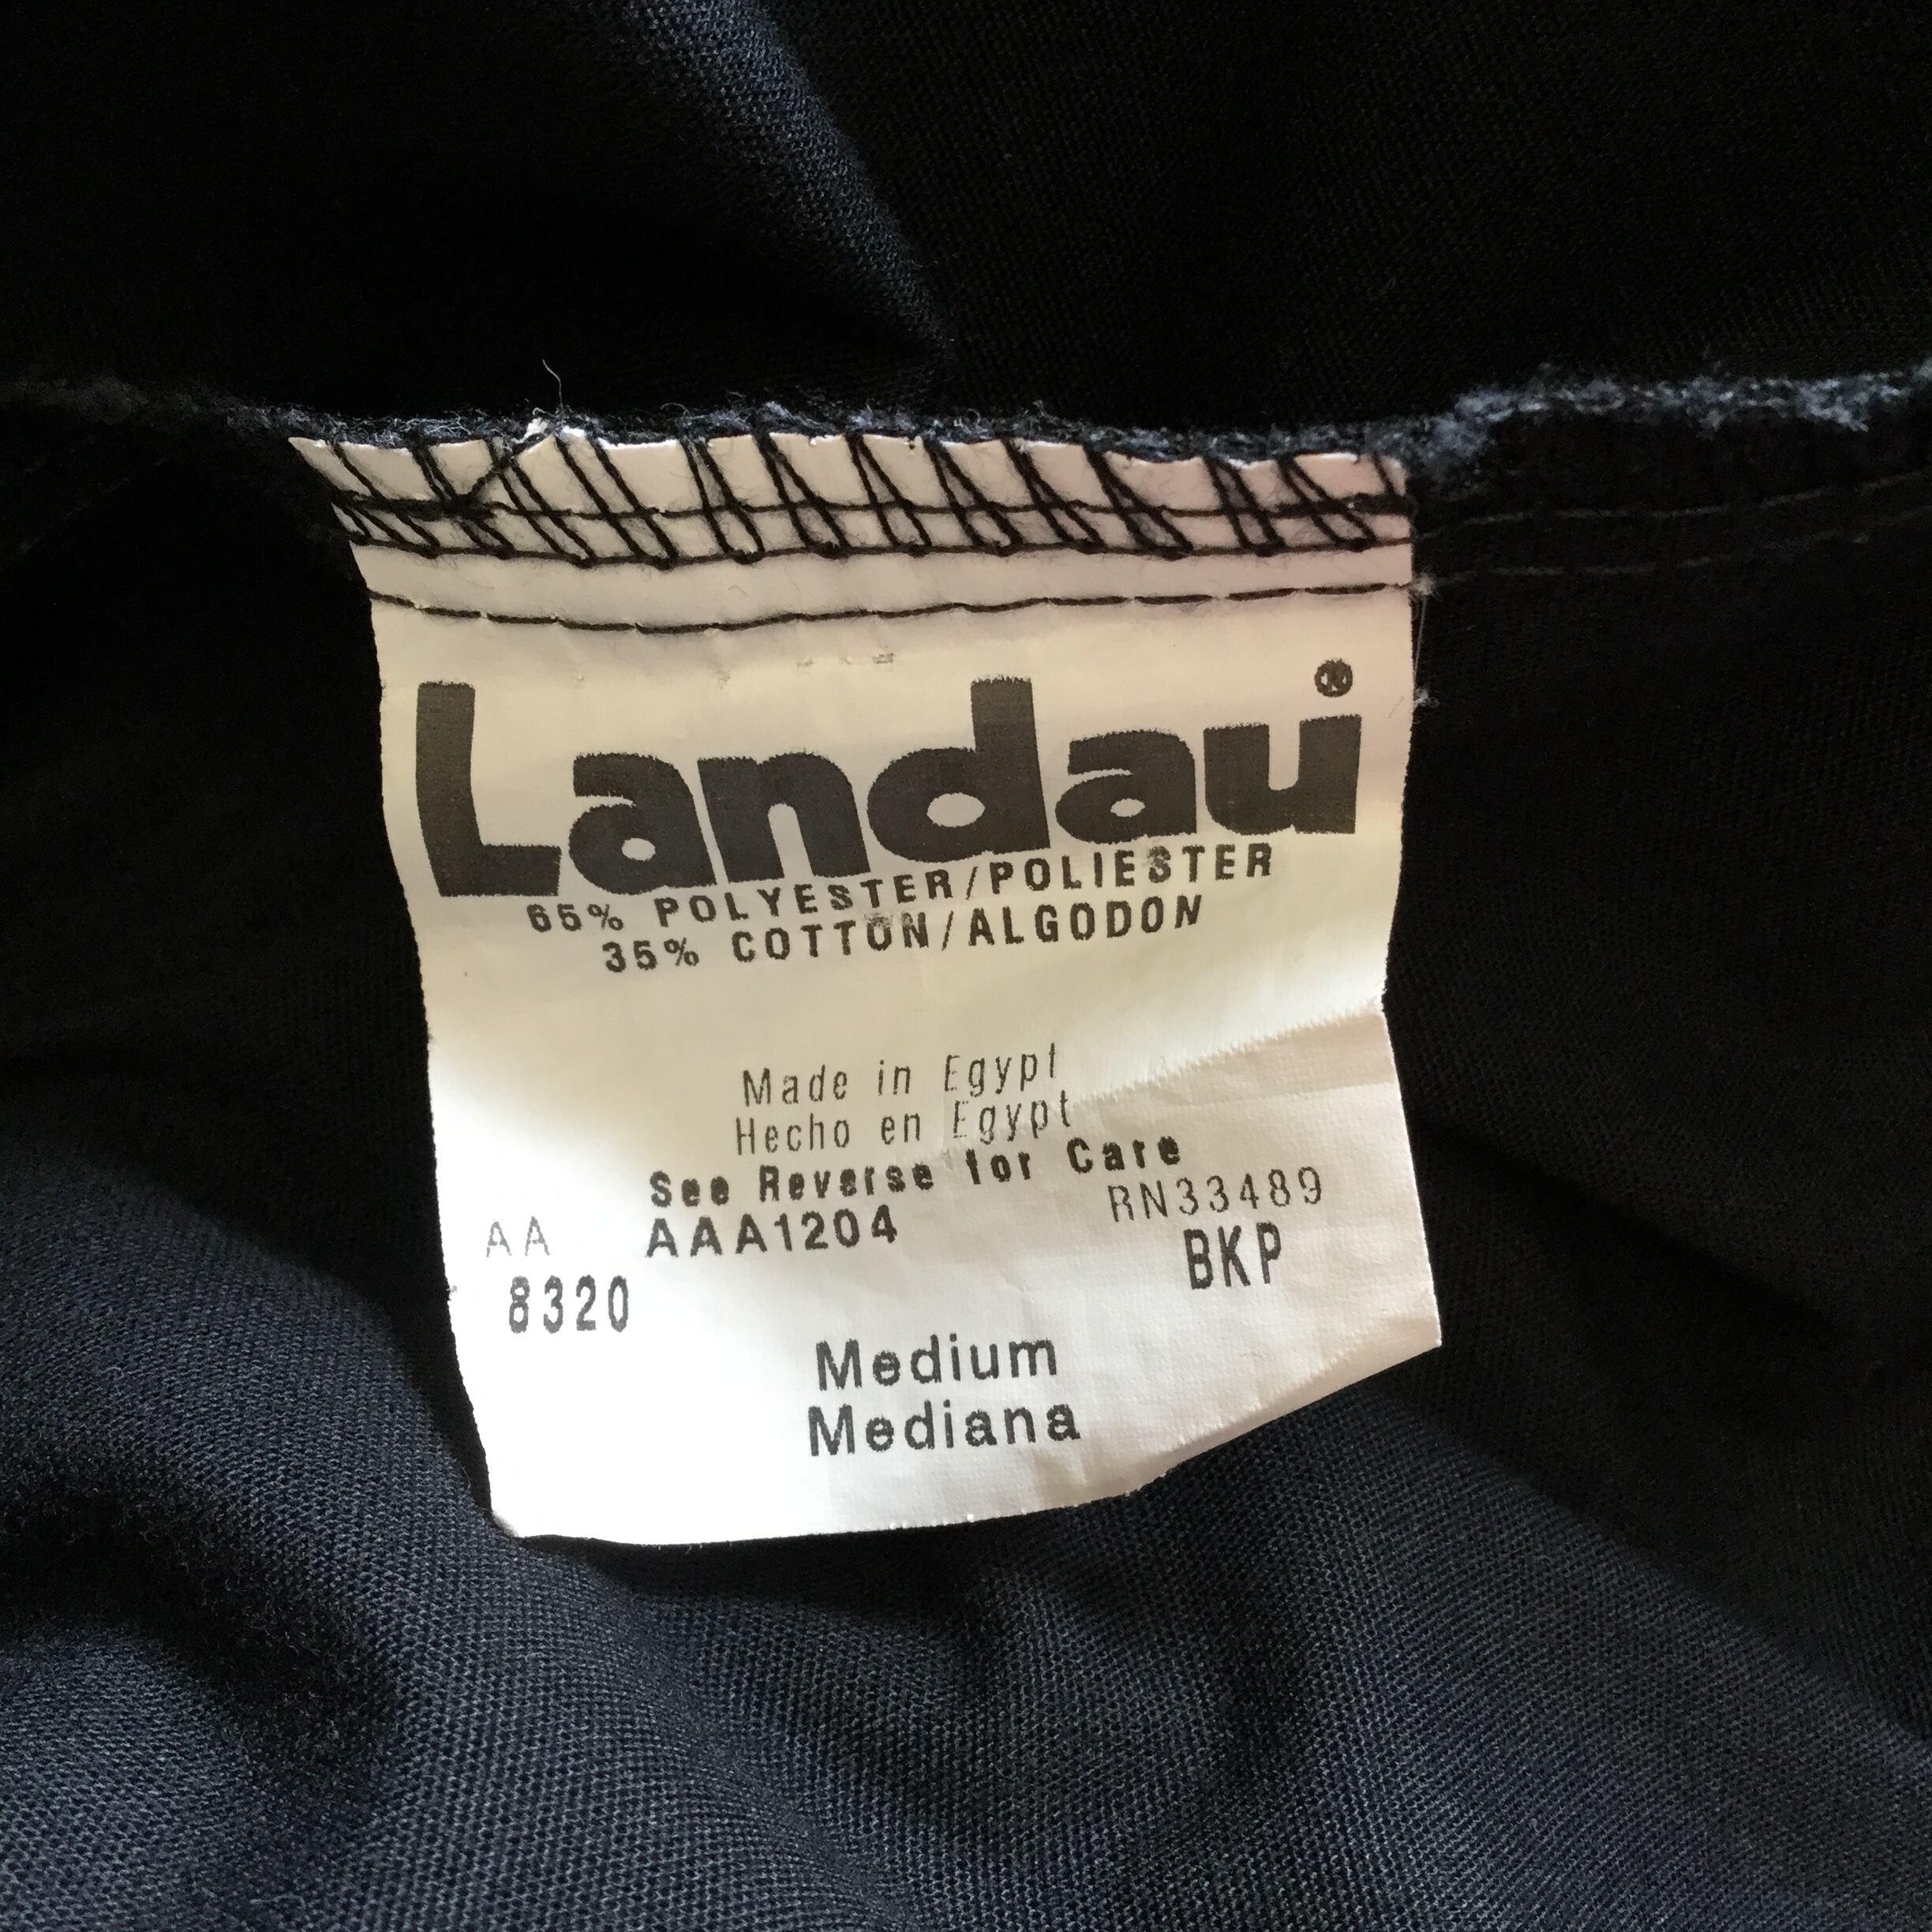 Landau®
65% POLYESTER/POLIESTER
35% COTTON/ALGODON
Made in Egypt
Hecho en Egypt
See Reverse for Care
RN33489
AA AAA1204 BKP
8320
Medium
Mediana